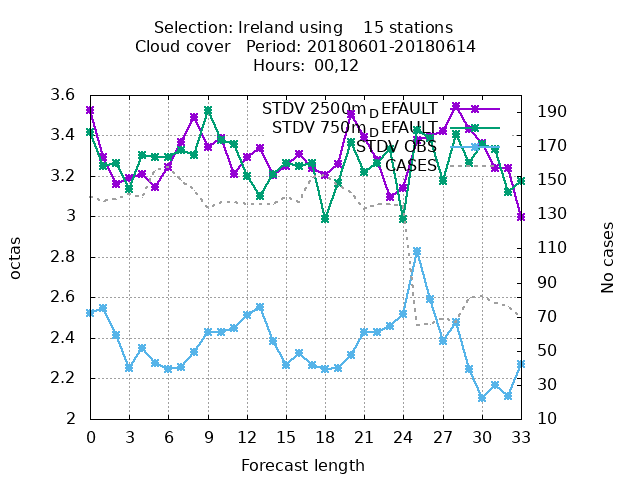 Selection: Ireland using    15 stations
Cloud cover   Period: 20180601-20180614
Hours:  00,12
3.6
3.4
3.2
3
2.8
2.6
2.4
2.2
2
octas
STDV 2500m_DEFAULT
STDV 750m_DEFAULT
STDV OBS
CASES
190
170
150
130
110
90
70
50
30
10
No cases
0 3 6 9 12 15 18 21 24 27 30 33
Forecast length